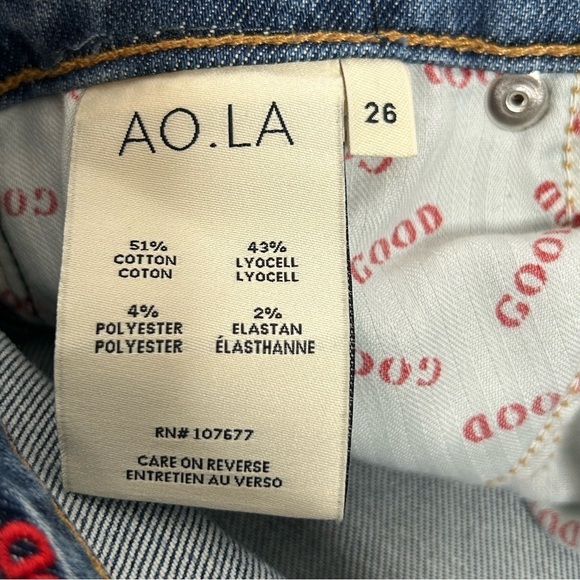 AO.LA
26
51%
COTTON
COTON
43%
LYOCELL
LYOCELL
4%
POLYESTER
POLYESTER
2%
ELASTAN
ÉLASTHANNE
RN# 107677
CARE ON REVERSE
ENTRETIEN AU VERSO
GOOD
GOOD
GOOD
GOOD
GOOD